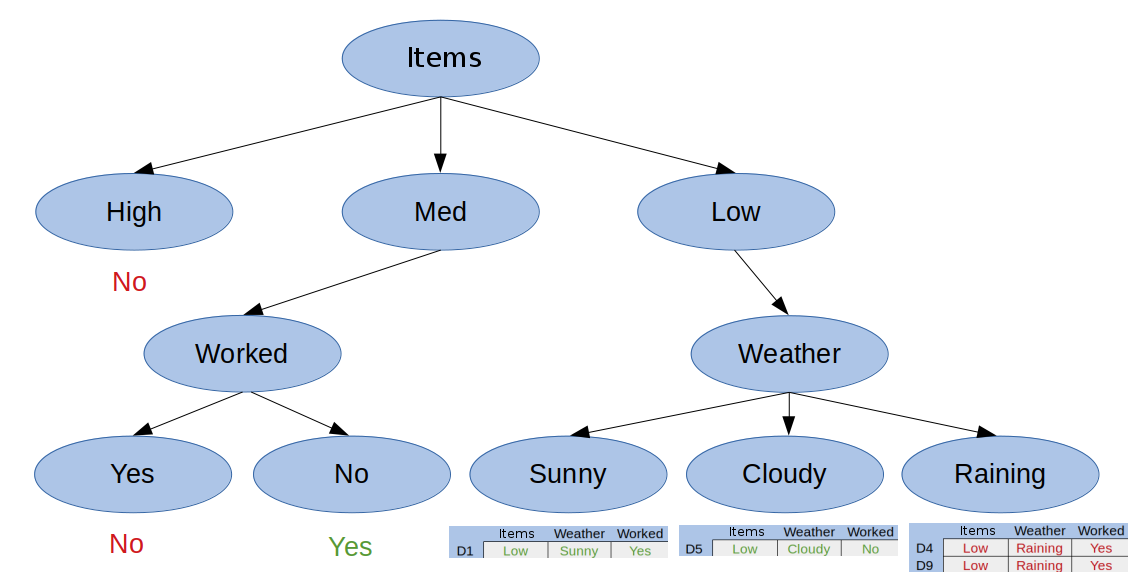 Items
High Med Low
No
Worked Weather
Yes No Sunny Cloudy Raining
No Yes
Items Weather Worked
D1 Low Sunny Yes
Items Weather Worked
D5 Low Cloudy No
Items Weather Worked
D4 Low Raining Yes
D9 Low Raining Yes